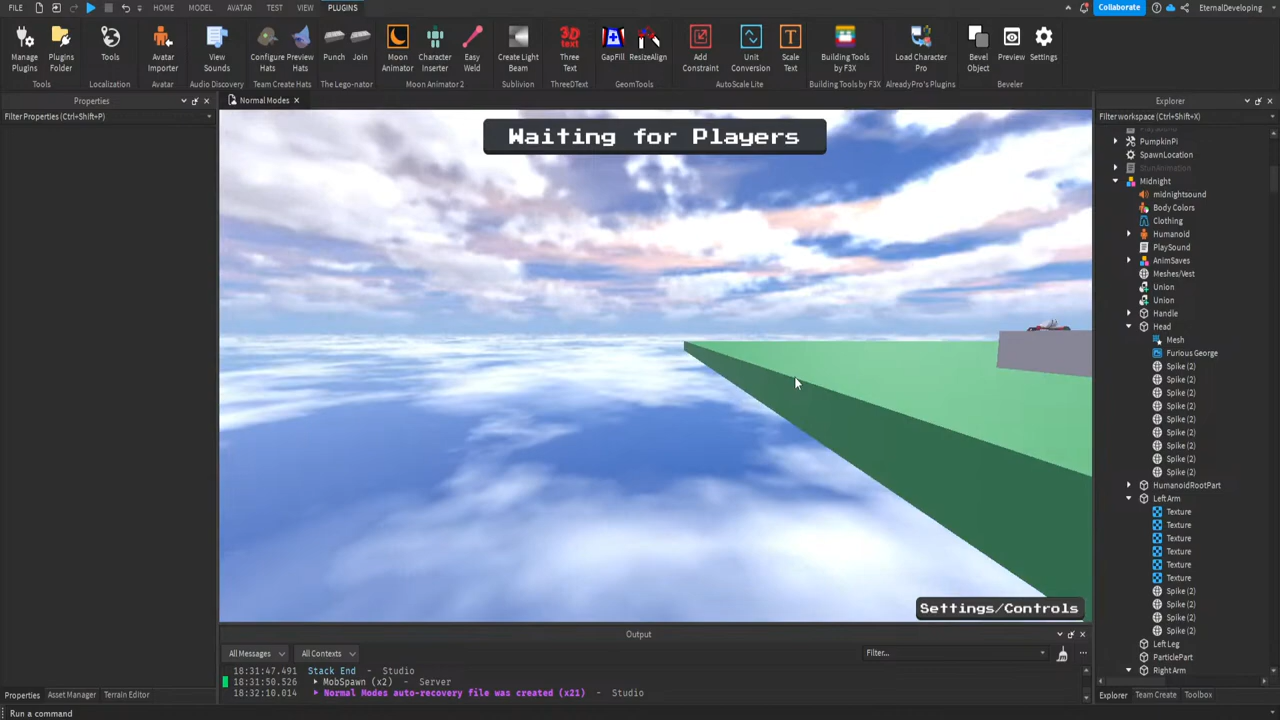 FILE
HOME
MODEL
AVATAR
TEST
VIEW
PLUGINS
Collaborate
EternalDeveloping
Manage Plugins
Plugins Folder
Tools
Avatar Importer
View Sounds
Configure Hats
Preview Hats
Punch
Join
Moon Animator
Character Inserter
Easy Weld
Create Light Beam
Three Text
GapFill
ResizeAlign
Add Constraint
Unit Conversion
Scale Text
Building Tools by F3X
Load Character Pro
Bevel Object
Preview
Settings
Tools
Localization
Avatar
Audio Discovery
Team Create Hats
The Lego-nator
Moon Animator 2
Sublivion
ThreeDText
GeomTools
AutoScale Lite
Building Tools by F3X
AlreadyPro's Plugins
Beveler
Properties
Filter Properties (Ctrl+Shift+P)
Normal Modes
Waiting for Players
Settings/Controls
Explorer
Filter workspace (Ctrl+Shift+X)
PumpkinPi
SpawnLocation
Midnight
midnightsound
Body Colors
Clothing
Humanoid
PlaySound
AnimSaves
Meshes/Vest
Union
Union
Handle
Head
Mesh
Furious George
Spike (2)
Spike (2)
Spike (2)
Spike (2)
Spike (2)
Spike (2)
Spike (2)
Spike (2)
Spike (2)
HumanoidRootPart
Left Arm
Texture
Texture
Texture
Texture
Texture
Texture
Spike (2)
Spike (2)
Spike (2)
Spike (2)
Left Leg
ParticlePart
Right Arm
Output
All Messages
All Contexts
Filter...
18:31:47.491 Stack End - Studio
18:31:50.526 MobSpawn (x2) - Server
18:32:10.014 Normal Modes auto-recovery file was created (x21) - Studio
Properties
Asset Manager
Terrain Editor
Explorer
Team Create
Toolbox
Run a command